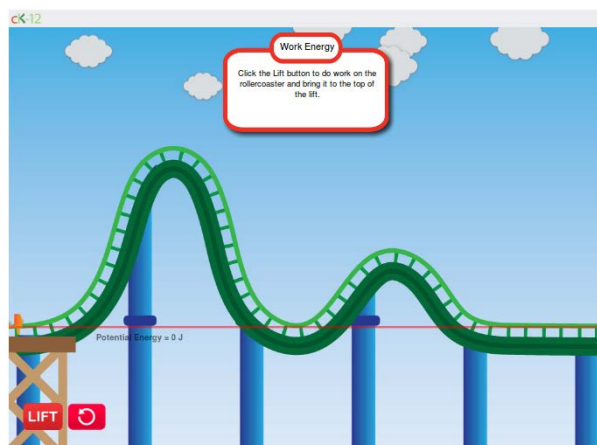 cK-12
Work Energy
Click the Lift button to do work on the
rollercoaster and bring it to the top of
the lift.
Potential Energy = 0 J
LIFT